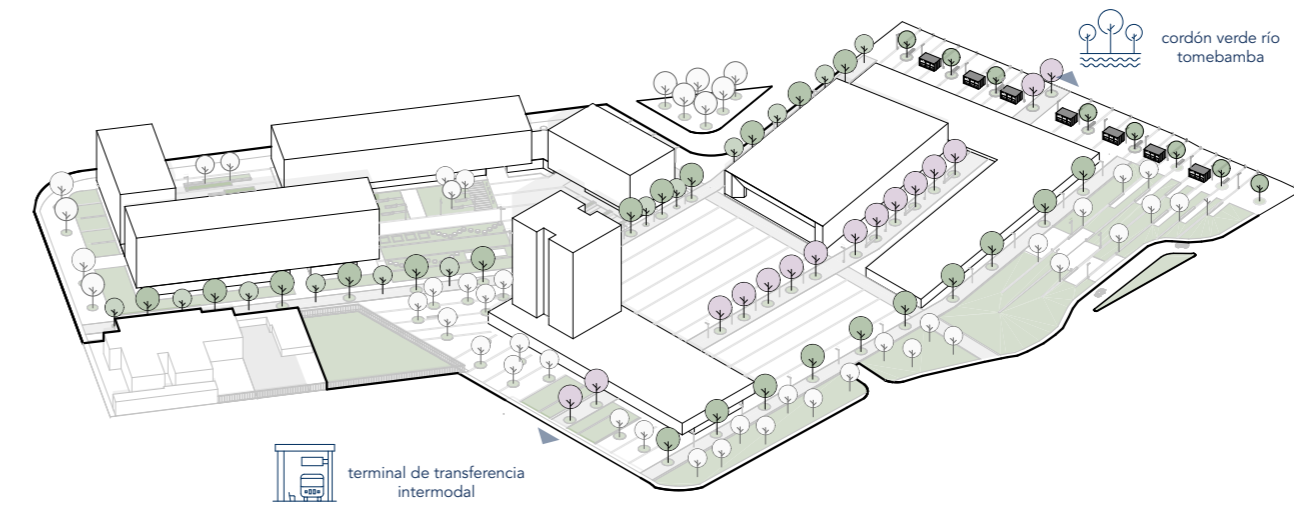 cordón verde río
tomebamba
terminal de transferencia
intermodal